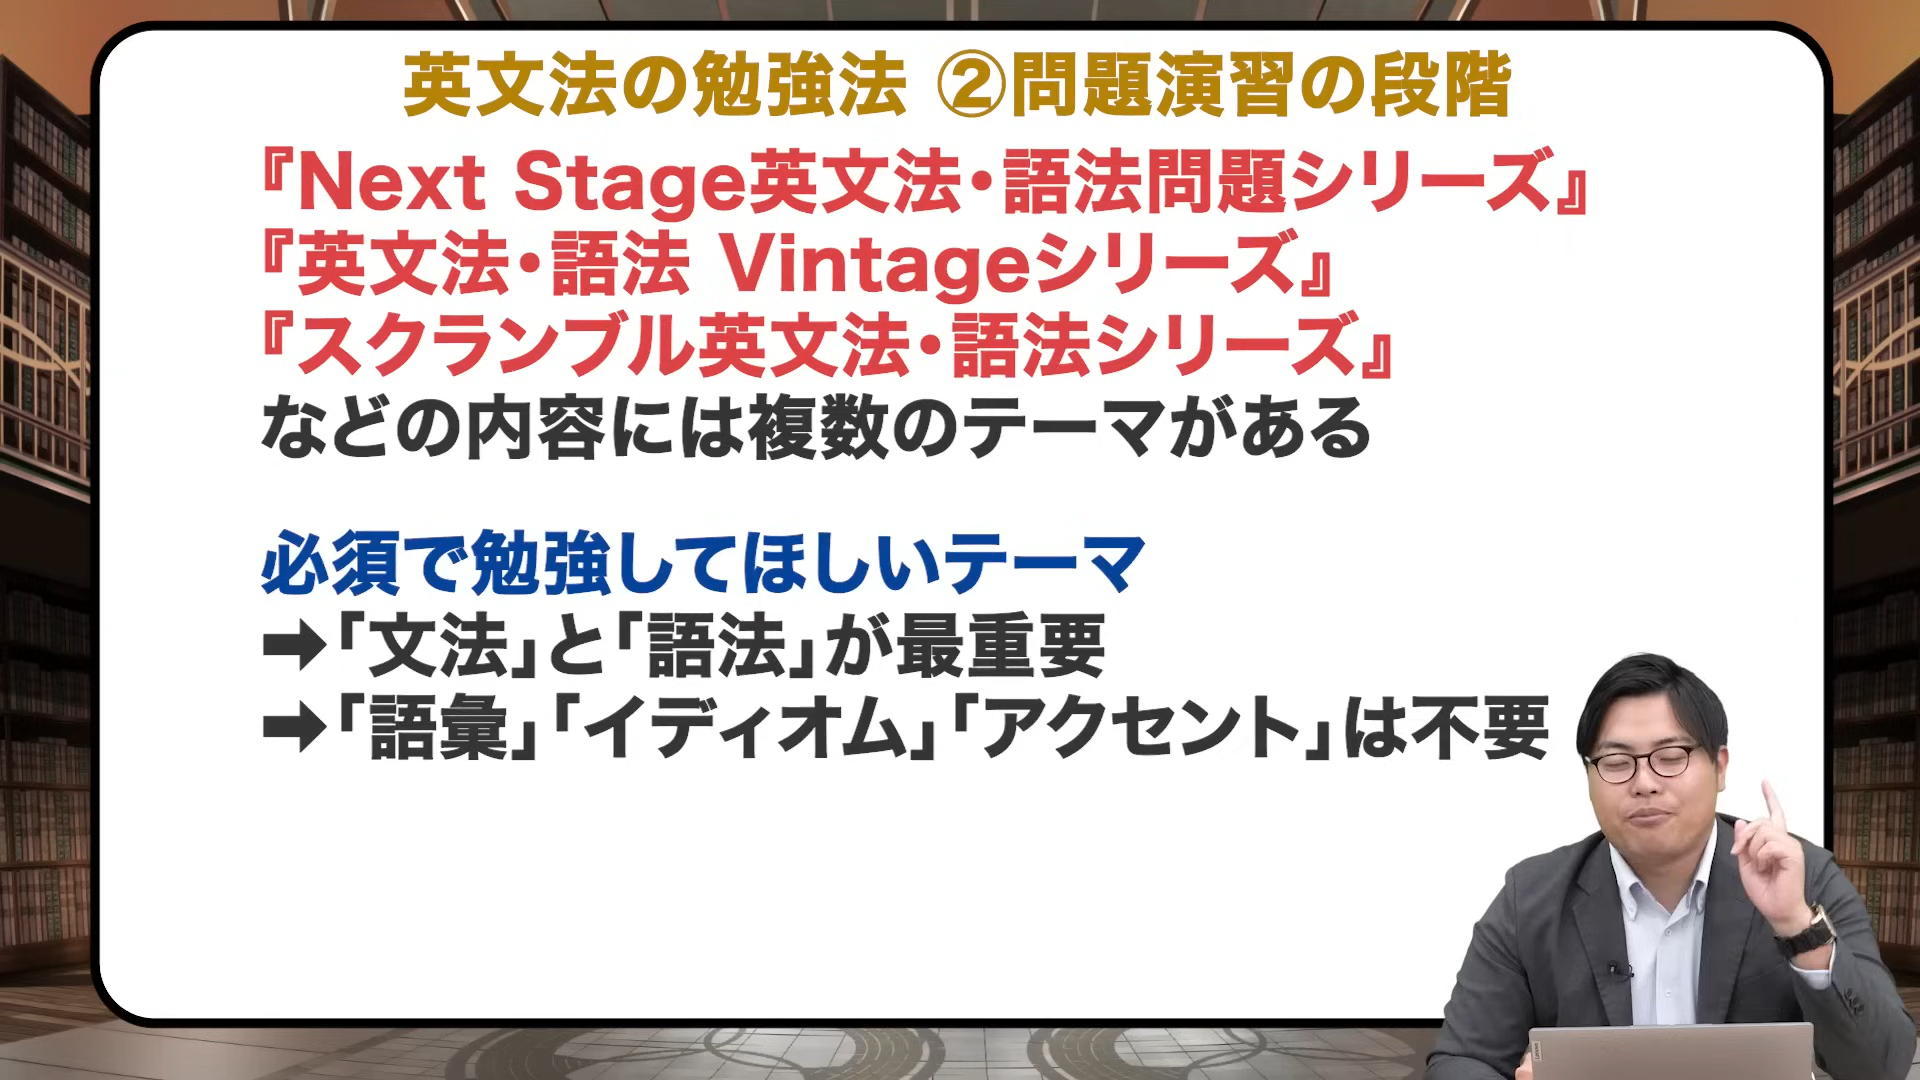 英文法の勉強法 ②問題演習の段階
『Next Stage英文法・語法問題シリーズ』
『英文法・語法 Vintageシリーズ』
『スクランブル英文法・語法シリーズ』
などの内容には複数のテーマがある
必須で勉強してほしいテーマ
➡「文法」と「語法」が最重要
➡「語彙」「イディオム」「アクセント」は不要